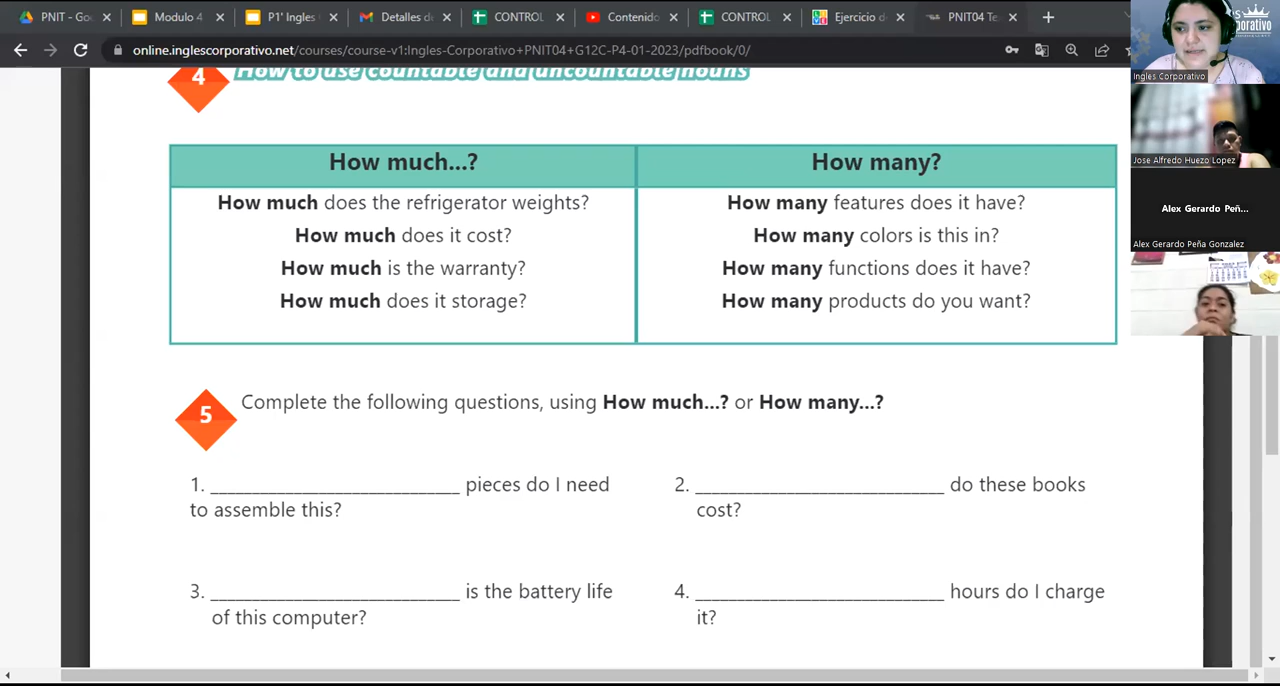 PNIT - Goo
Modulo 4
P1' Ingles
Detalles de
CONTROL
Contenido
CONTROL
Ejercicio d
PNIT04 Te
online.inglescorporativo.net/courses/course-v1:Ingles-Corporativo+PNIT04+G12C-P4-01-2023/pdfbook/0/
Ingles Corporativo
Jose Alfredo Huezo Lopez
Alex Gerardo Peñ...
Alex Gerardo Peña Gonzalez
4 How to use countable and uncountable nouns
How much...? How many?
How much does the refrigerator weights? How many features does it have?
How much does it cost? How many colors is this in?
How much is the warranty? How many functions does it have?
How much does it storage? How many products do you want?
5 Complete the following questions, using How much...? or How many...?
1. ____________________________ pieces do I need 2. ____________________________ do these books
to assemble this? cost?
3. ____________________________ is the battery life 4. ____________________________ hours do I charge
of this computer? it?